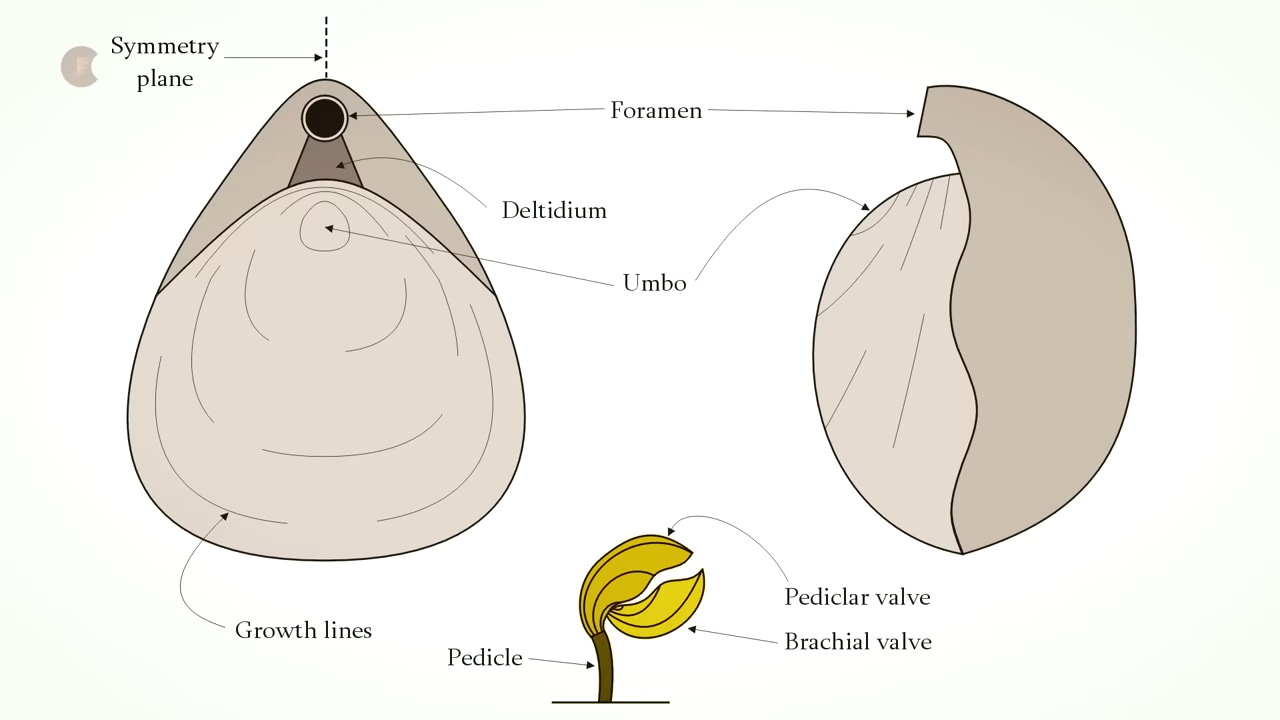 Symmetry
plane
Foramen
Deltidium
Umbo
Growth lines
Pediclar valve
Brachial valve
Pedicle